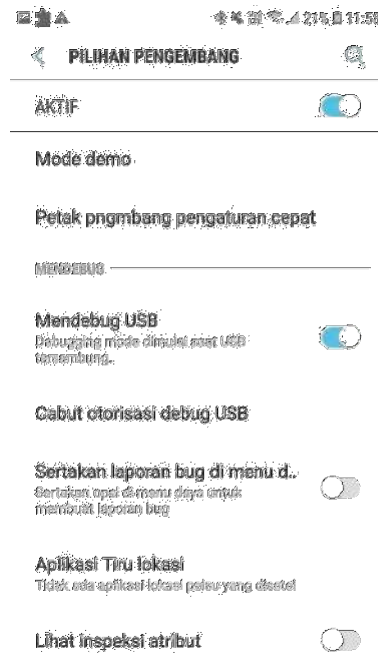 11:58
PILIHAN PENGEMBANG
AKTIF
Mode demo
Petak pngmbang pengaturan cepat
MENDEBUG
Mendebug USB
Debugging mode dimulai saat USB
tersambung.
Cabut otorisasi debug USB
Sertakan laporan bug di menu d..
Sertakan opsi di menu daya untuk
membuat laporan bug
Aplikasi Tiru lokasi
Tidak ada aplikasi lokasi palsu yang disetel
Lihat inspeksi atribut